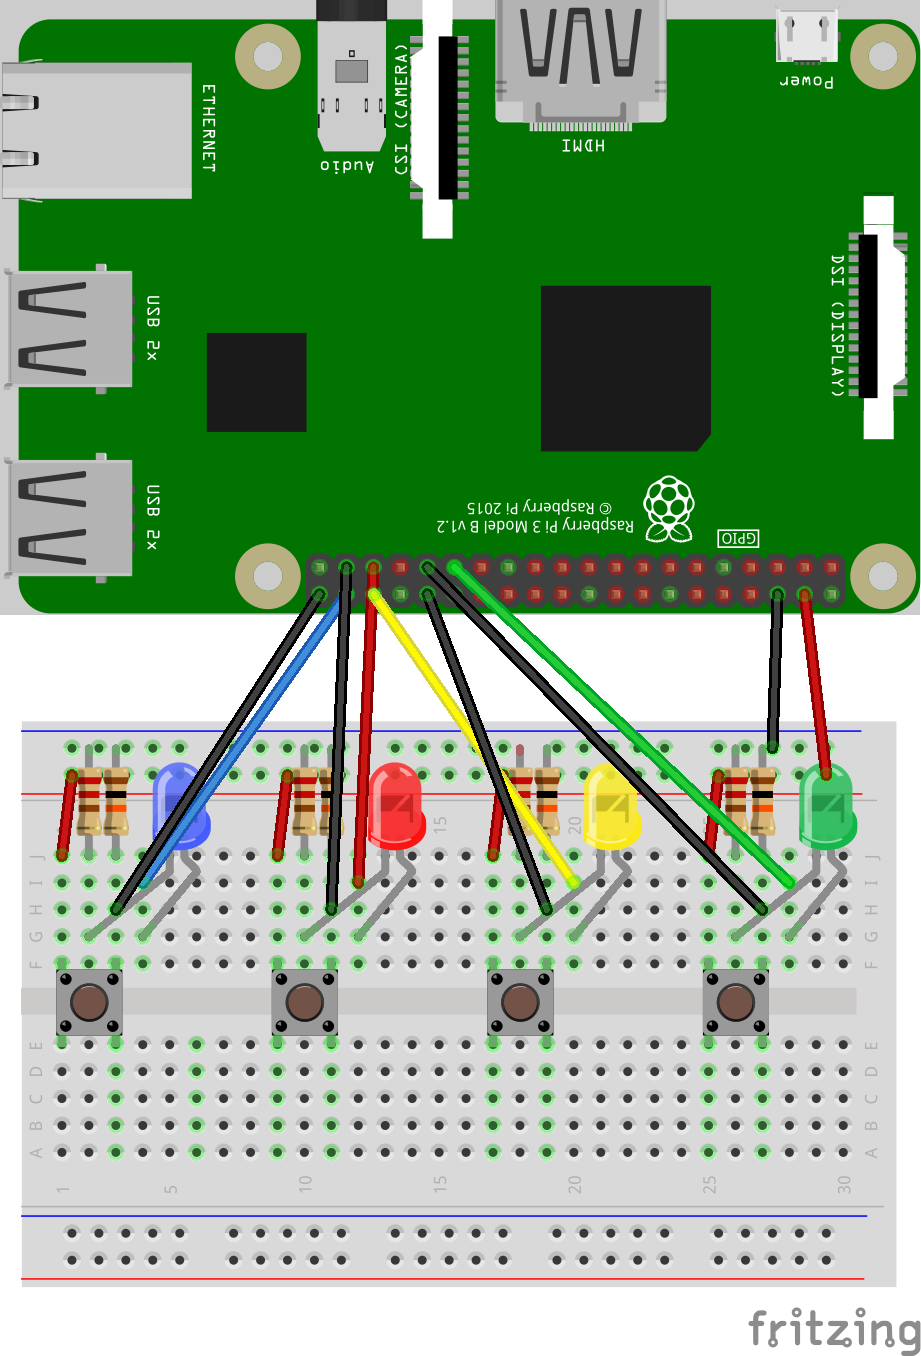 Power
HDMI
Audio
CSI (CAMERA)
ETHERNET
DSI (DISPLAY)
USB 2x
USB 2x
Raspberry Pi 3 Model B v1.2
© Raspberry Pi 2015
GPIO
15 20
J J
I I
H H
G G
F F
E E
D D
C C
B B
A A
1 5 10 15 20 25 30
fritzing